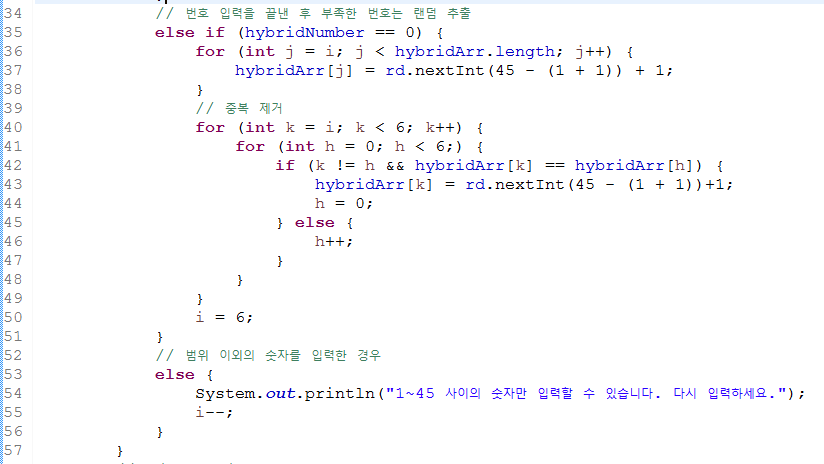 34 // 번호 입력을 끝낸 후 부족한 번호는 랜덤 추출
35 else if (hybridNumber == 0) {
36 for (int j = i; j < hybridArr.length; j++) {
37 hybridArr[j] = rd.nextInt(45 - (1 + 1)) + 1;
38 }
39 // 중복 제거
40 for (int k = i; k < 6; k++) {
41 for (int h = 0; h < 6;) {
42 if (k != h && hybridArr[k] == hybridArr[h]) {
43 hybridArr[k] = rd.nextInt(45 - (1 + 1))+1;
44 h = 0;
45 } else {
46 h++;
47 }
48 }
49 }
50 i = 6;
51 }
52 // 범위 이외의 숫자를 입력한 경우
53 else {
54 System.out.println("1~45 사이의 숫자만 입력할 수 있습니다. 다시 입력하세요.");
55 i--;
56 }
57 }